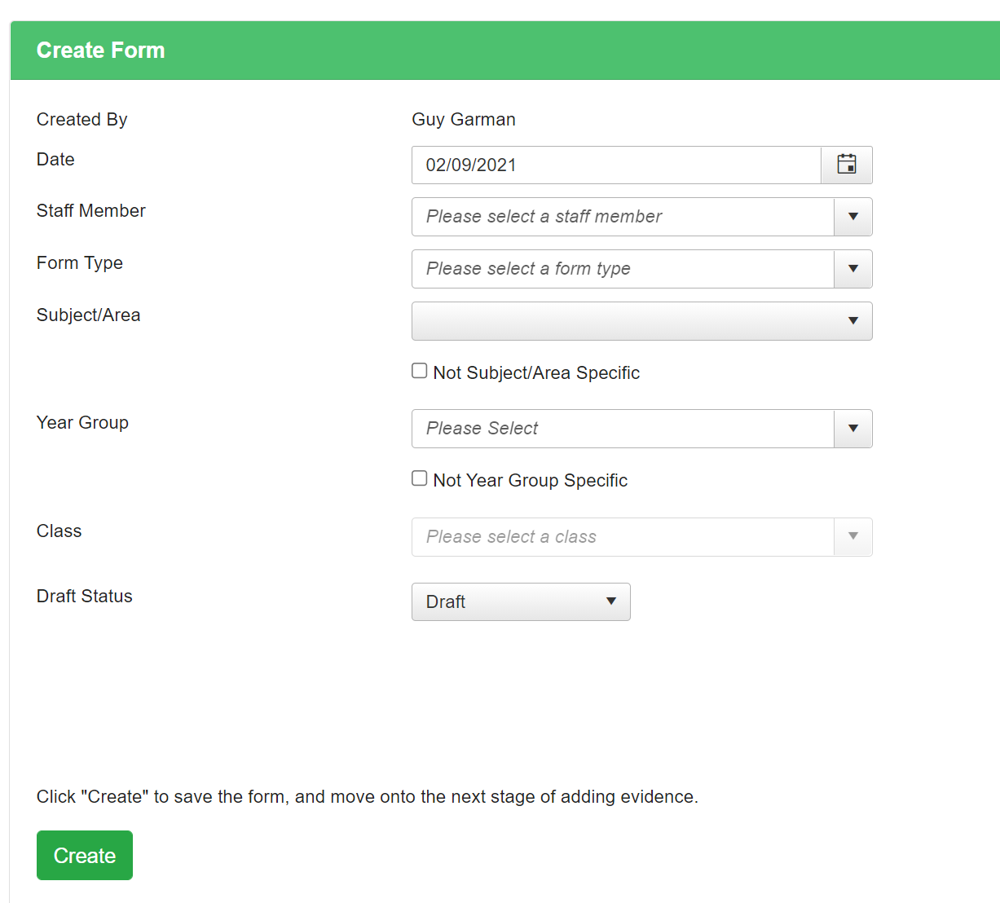 Create Form
Created By Guy Garman
Date 02/09/2021
Staff Member Please select a staff member
Form Type Please select a form type
Subject/Area
Not Subject/Area Specific
Year Group Please Select
Not Year Group Specific
Class Please select a class
Draft Status Draft
Click "Create" to save the form, and move onto the next stage of adding evidence.
Create